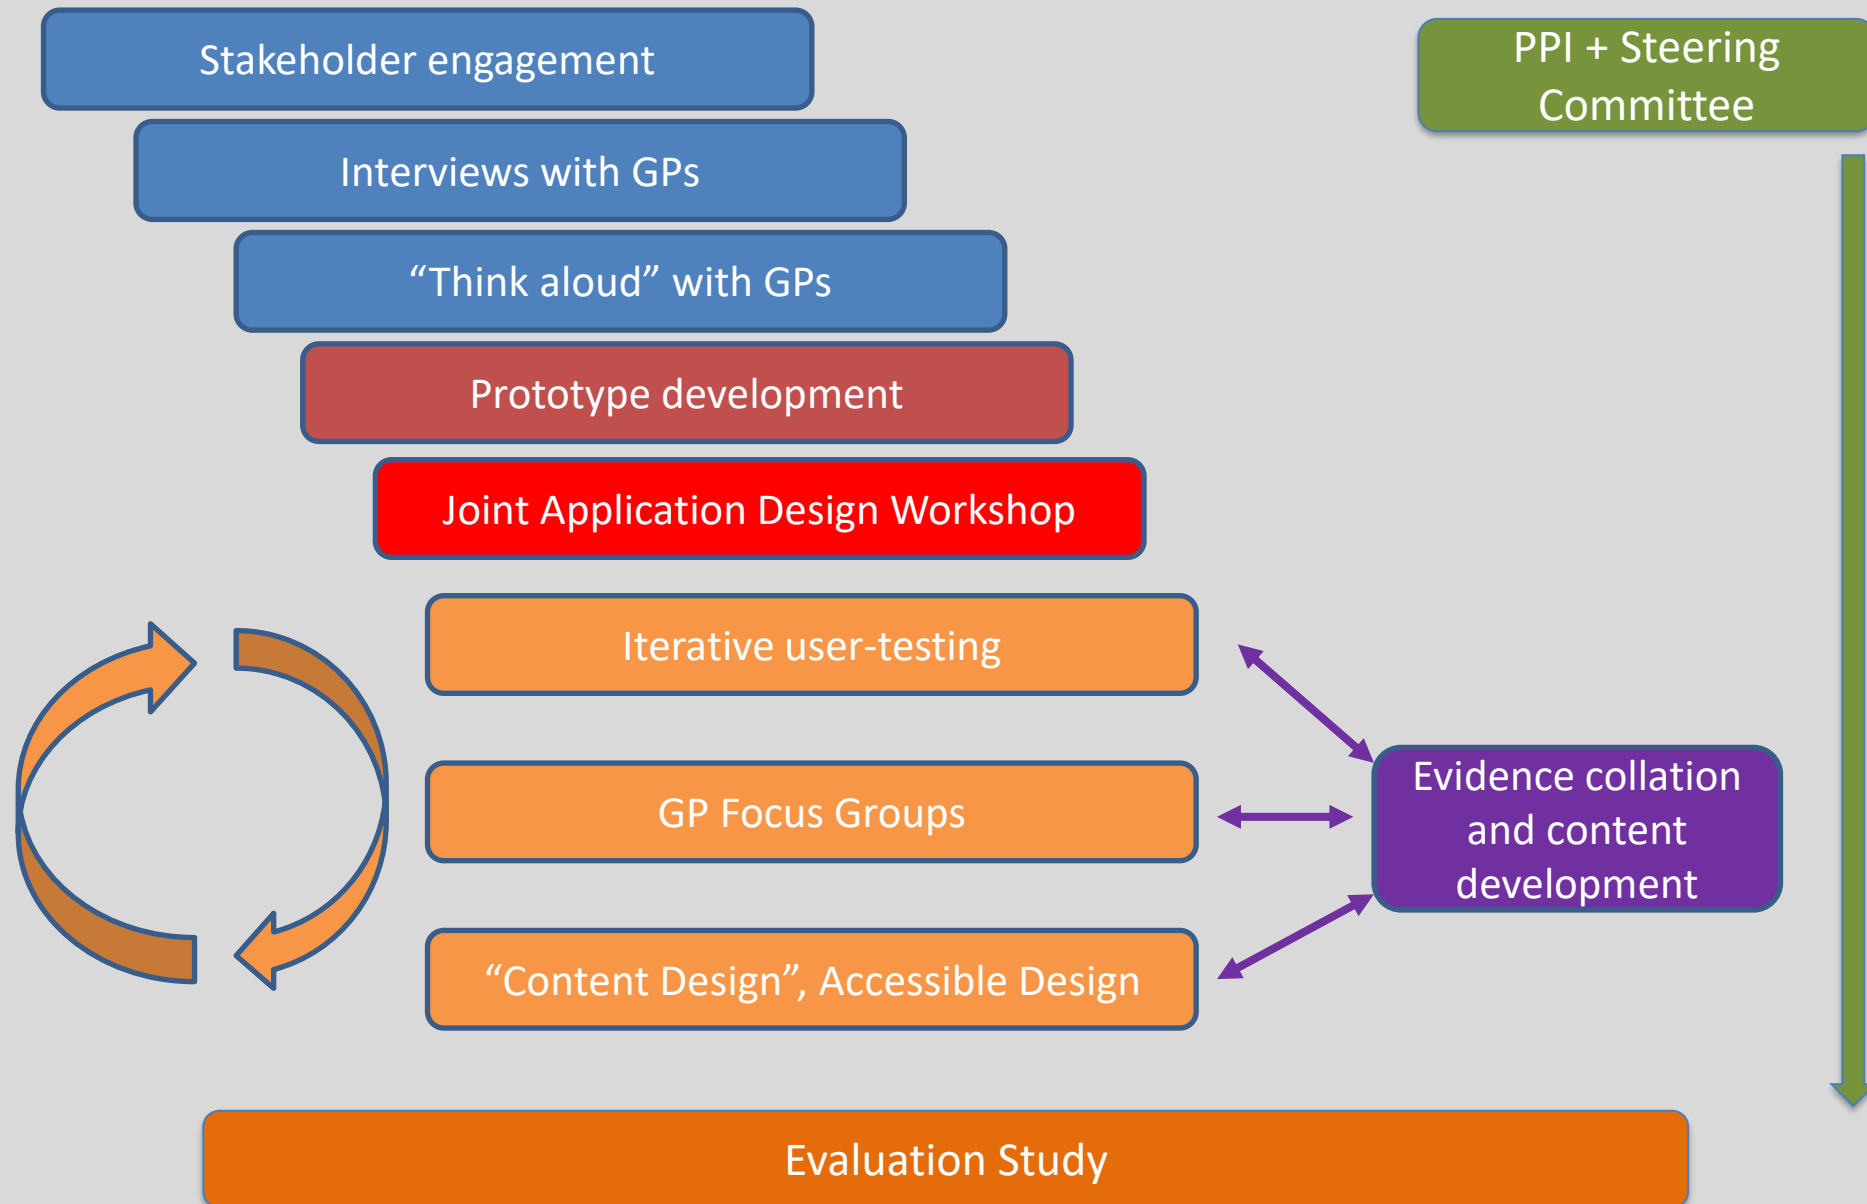 Stakeholder engagement
PPI + Steering
Committee
Interviews with GPs
“Think aloud” with GPs
Prototype development
Joint Application Design Workshop
Iterative user-testing
GP Focus Groups
Evidence collation
and content
development
“Content Design”, Accessible Design
Evaluation Study